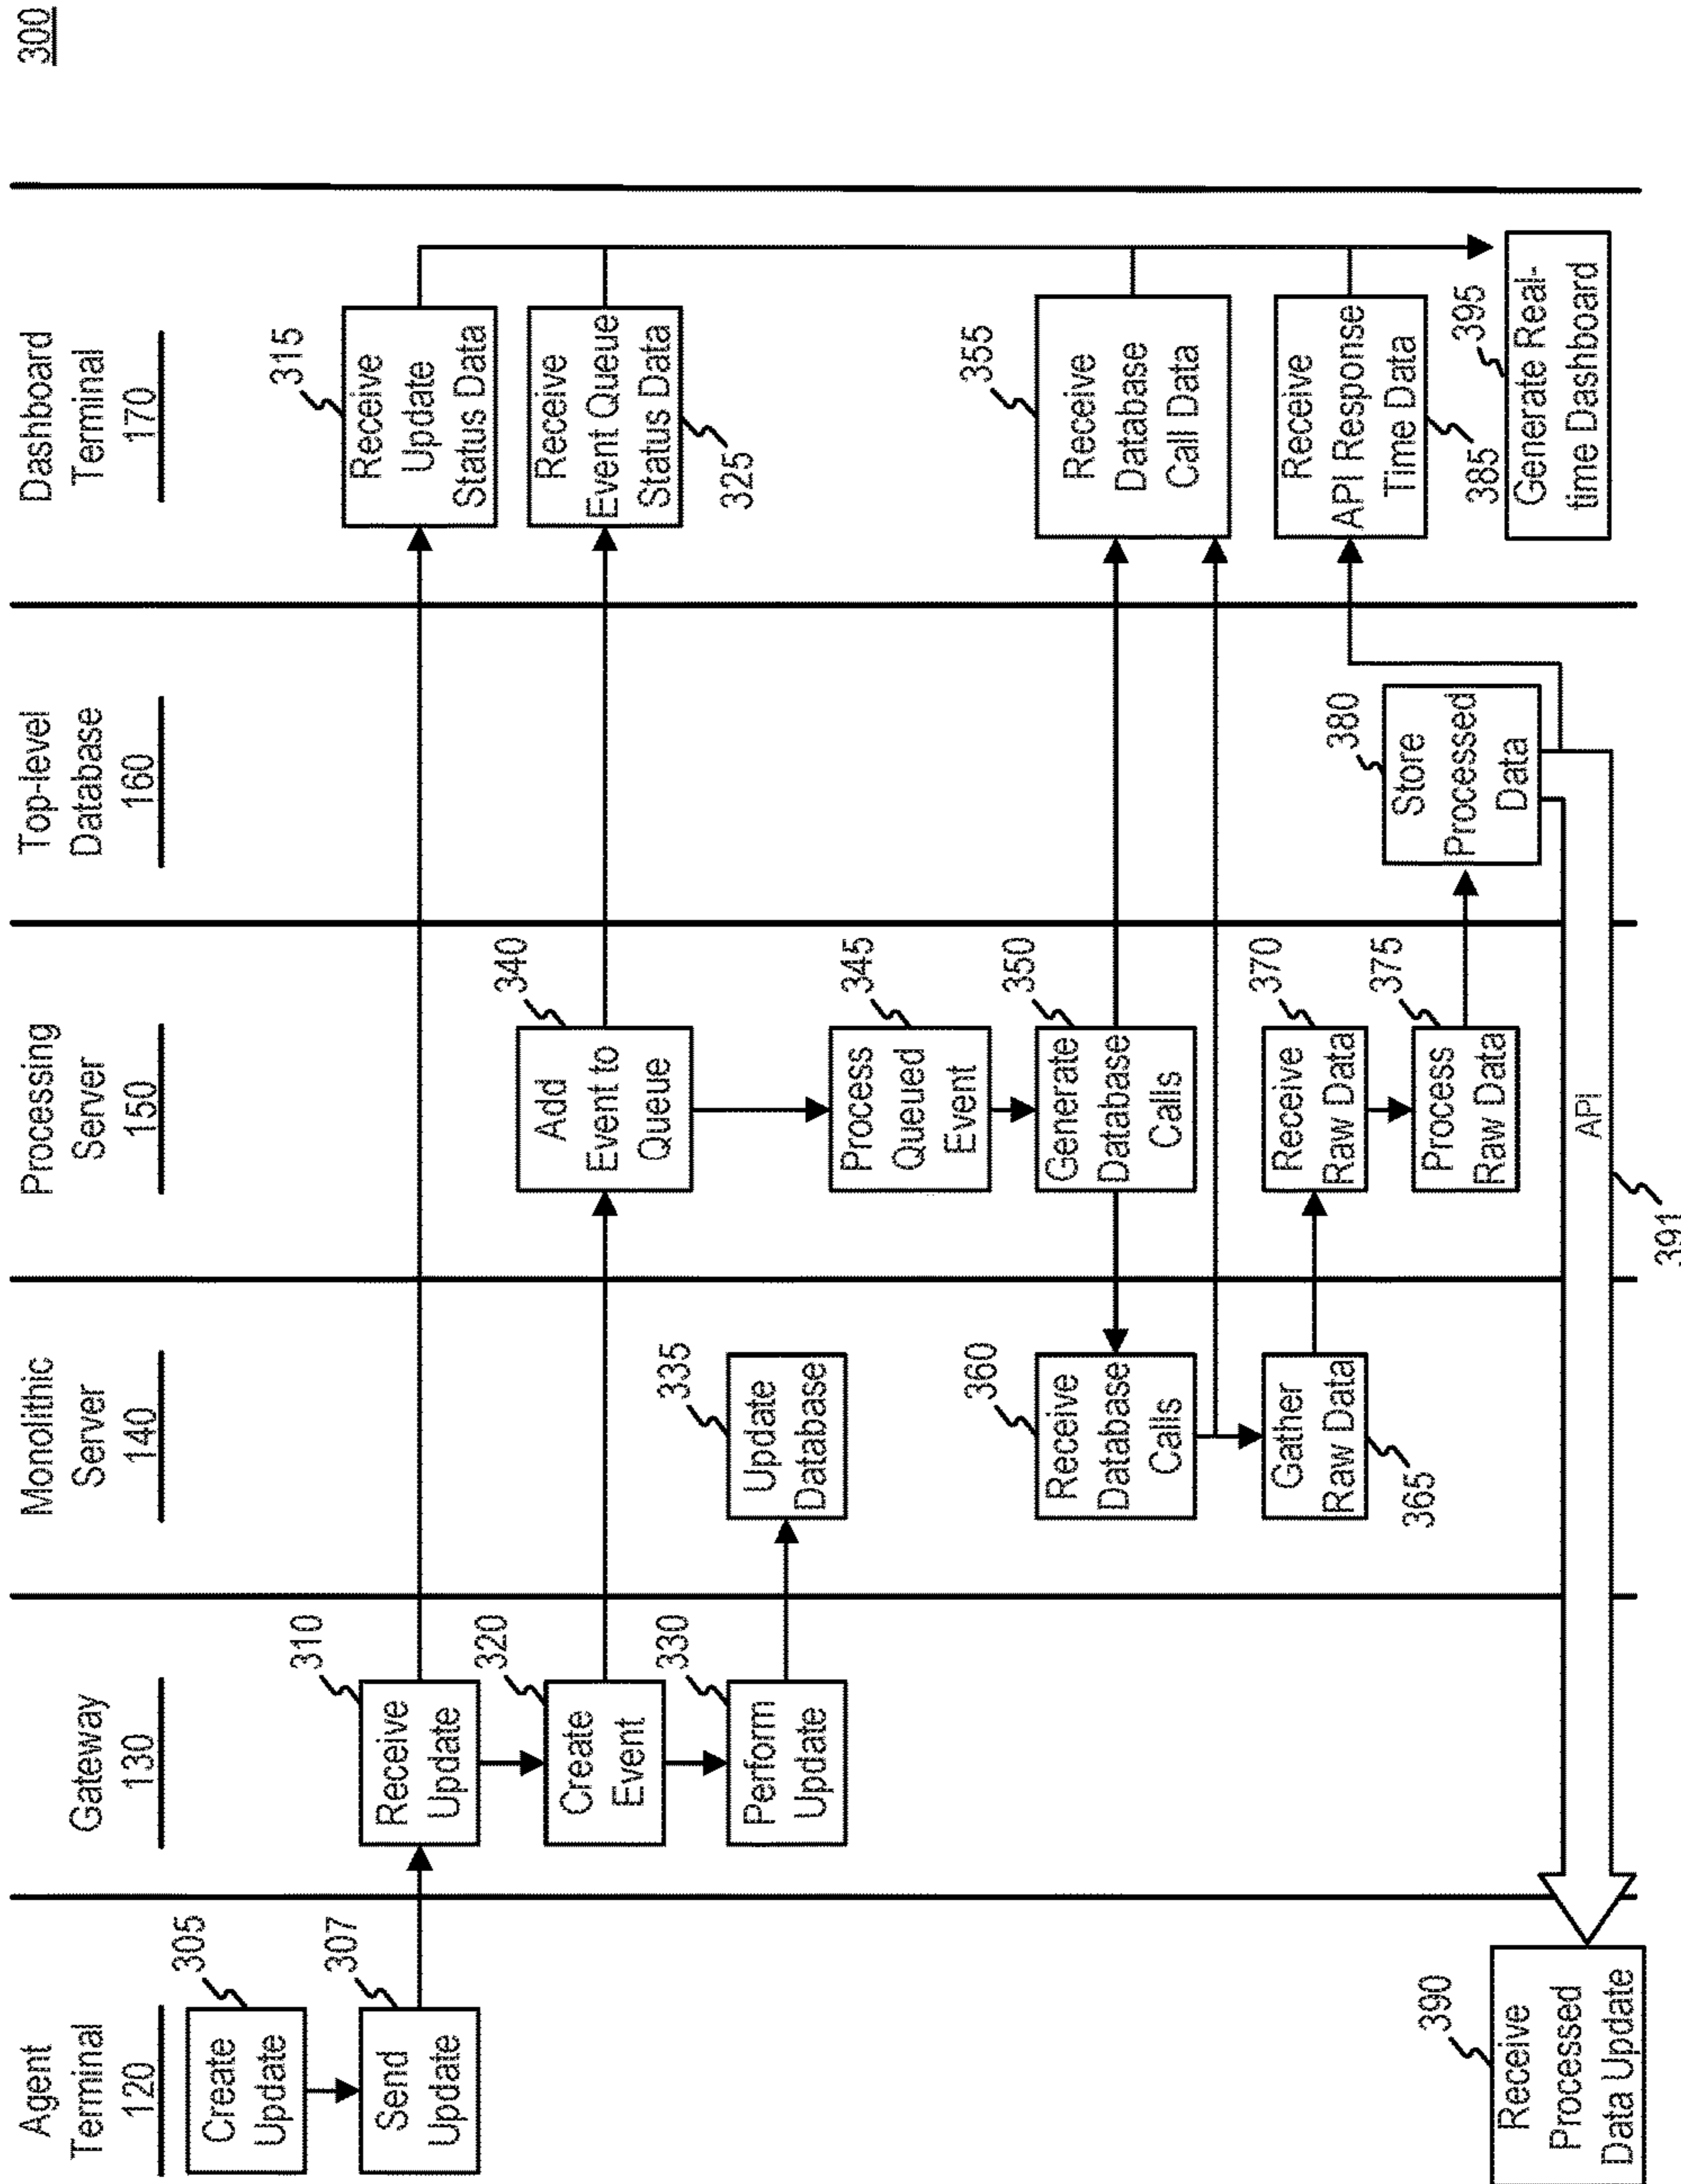 300
Agent
Terminal
120
Gateway
130
Monolithic
Server
140
Processing
Server
150
Top-level
Database
160
Dashboard
Terminal
170
305
Create
Update
307
Send
Update
310
Receive
Update
315
Receive
Update
Status Data
320
Create
Event
340
Add
Event to
Queue
Receive
Event Queue
Status Data
325
330
Perform
Update
335
Update
Database
345
Process
Queued
Event
350
Generate
Database
Calls
355
Receive
Database
Call Data
360
Receive
Database
Calls
Gather
Raw Data
365
370
Receive
Raw Data
375
Process
Raw Data
380
Store
Processed
Data
Receive
API Response
Time Data
385
395
Generate Real-
time Dashboard
390
Receive
Processed
Data Update
API
391